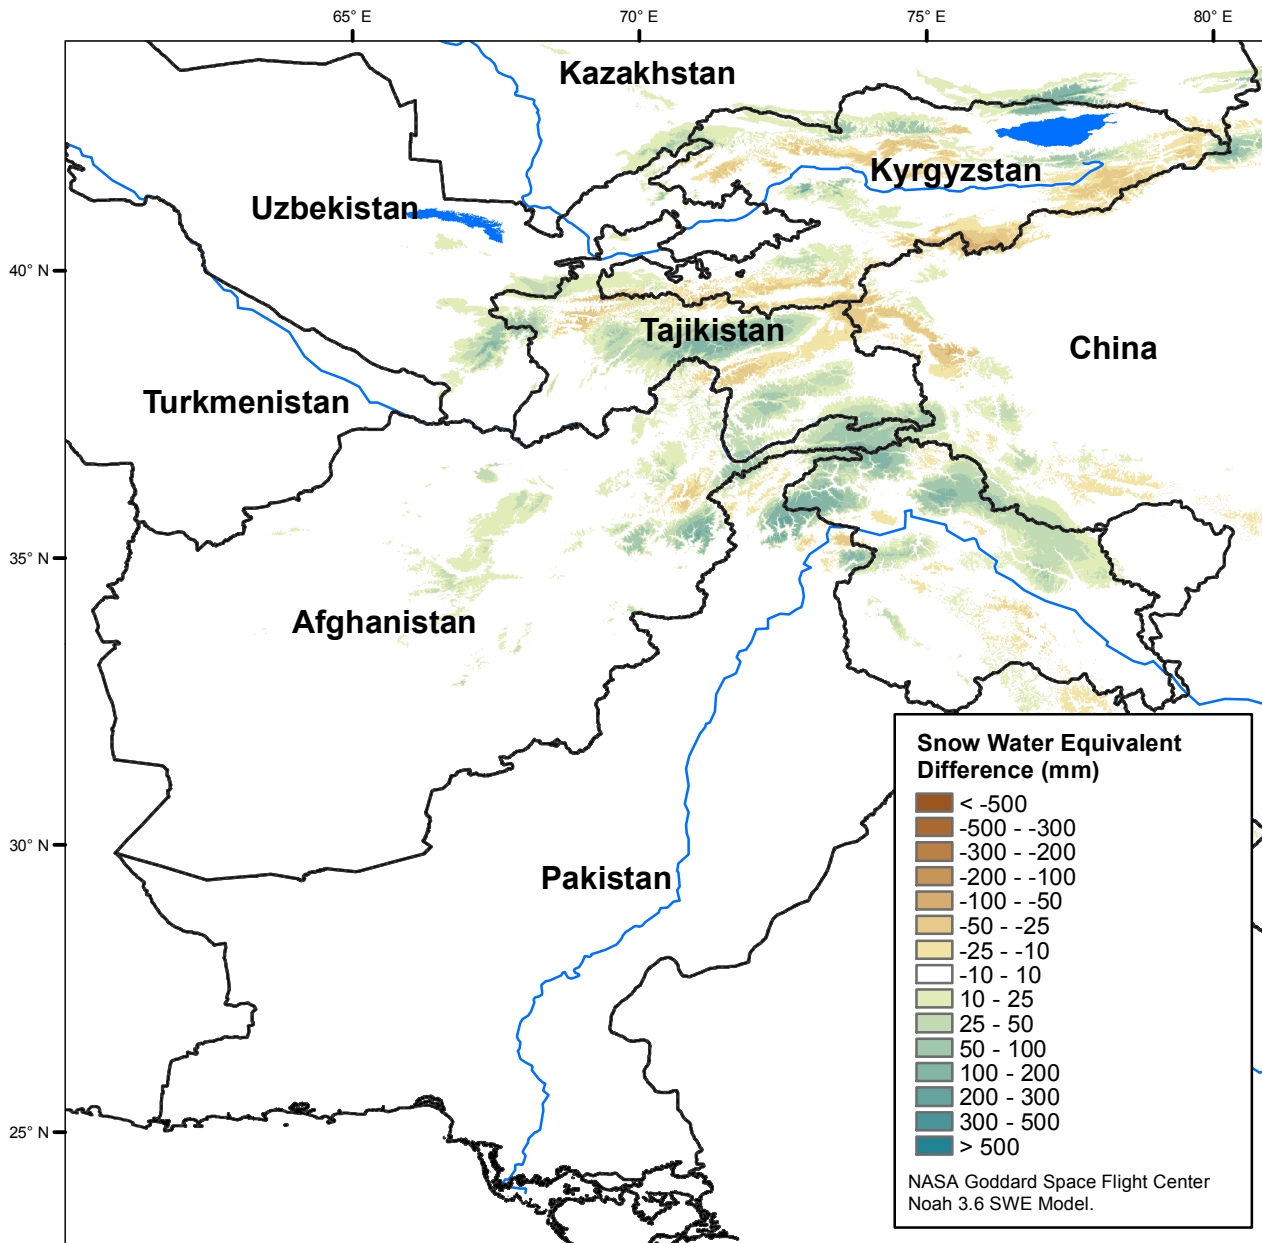 65° E
70° E
75° E
80° E
Kazakhstan
Kyrgyzstan
Uzbekistan
40° N
Tajikistan
China
Turkmenistan
35° N
Afghanistan
30° N
Pakistan
25° N
Snow Water Equivalent
Difference (mm)
< -500
-500 - -300
-300 - -200
-200 - -100
-100 - -50
-50 - -25
-25 - -10
-10 - 10
10 - 25
25 - 50
50 - 100
100 - 200
200 - 300
300 - 500
> 500
NASA Goddard Space Flight Center
Noah 3.6 SWE Model.